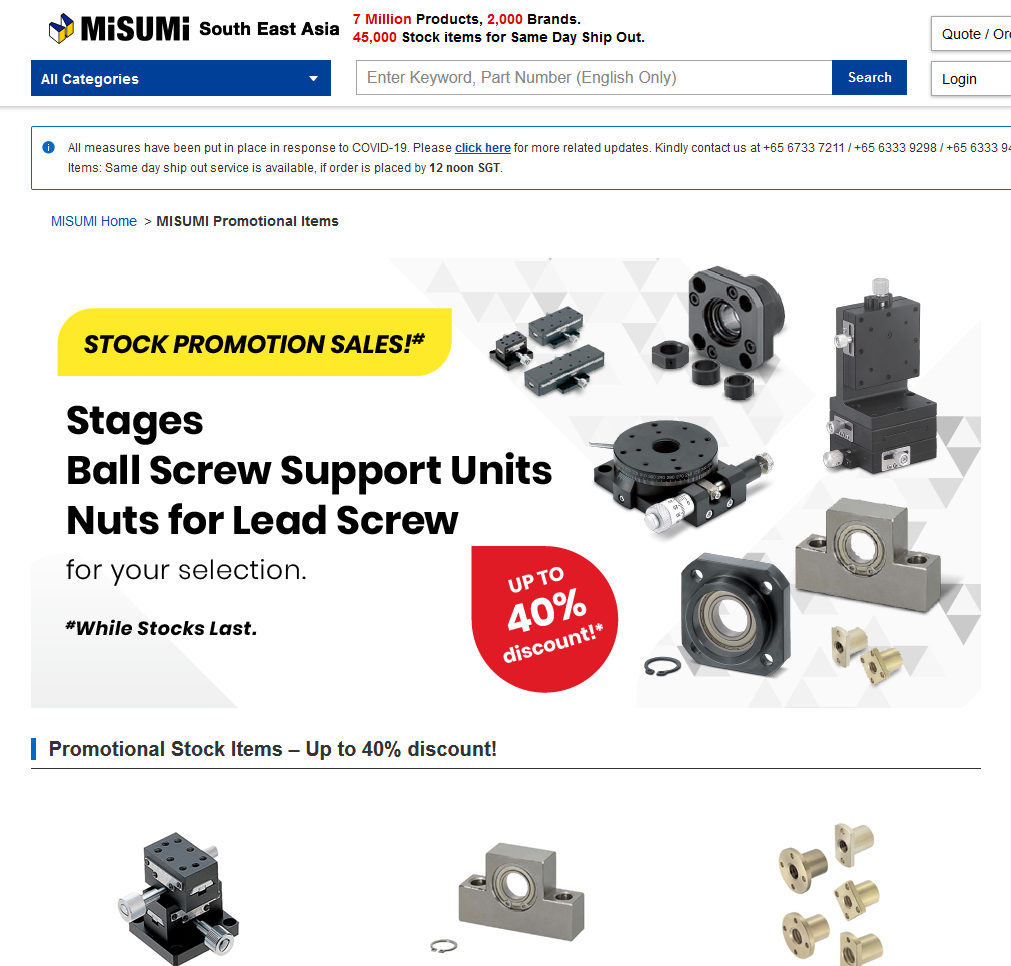 MiSUMi South East Asia
7 Million Products, 2,000 Brands.
45,000 Stock items for Same Day Ship Out.
Quote / Or
All Categories
Enter Keyword, Part Number (English Only)
Search
Login
All measures have been put in place in response to COVID-19. Please click here for more related updates. Kindly contact us at +65 6733 7211 / +65 6333 9298 / +65 6333 9
Items: Same day ship out service is available, if order is placed by 12 noon SGT.
MISUMI Home > MISUMI Promotional Items
STOCK PROMOTION SALES!#
Stages
Ball Screw Support Units
Nuts for Lead Screw
for your selection.
#While Stocks Last.
UP TO
40%
discount!*
Promotional Stock Items – Up to 40% discount!